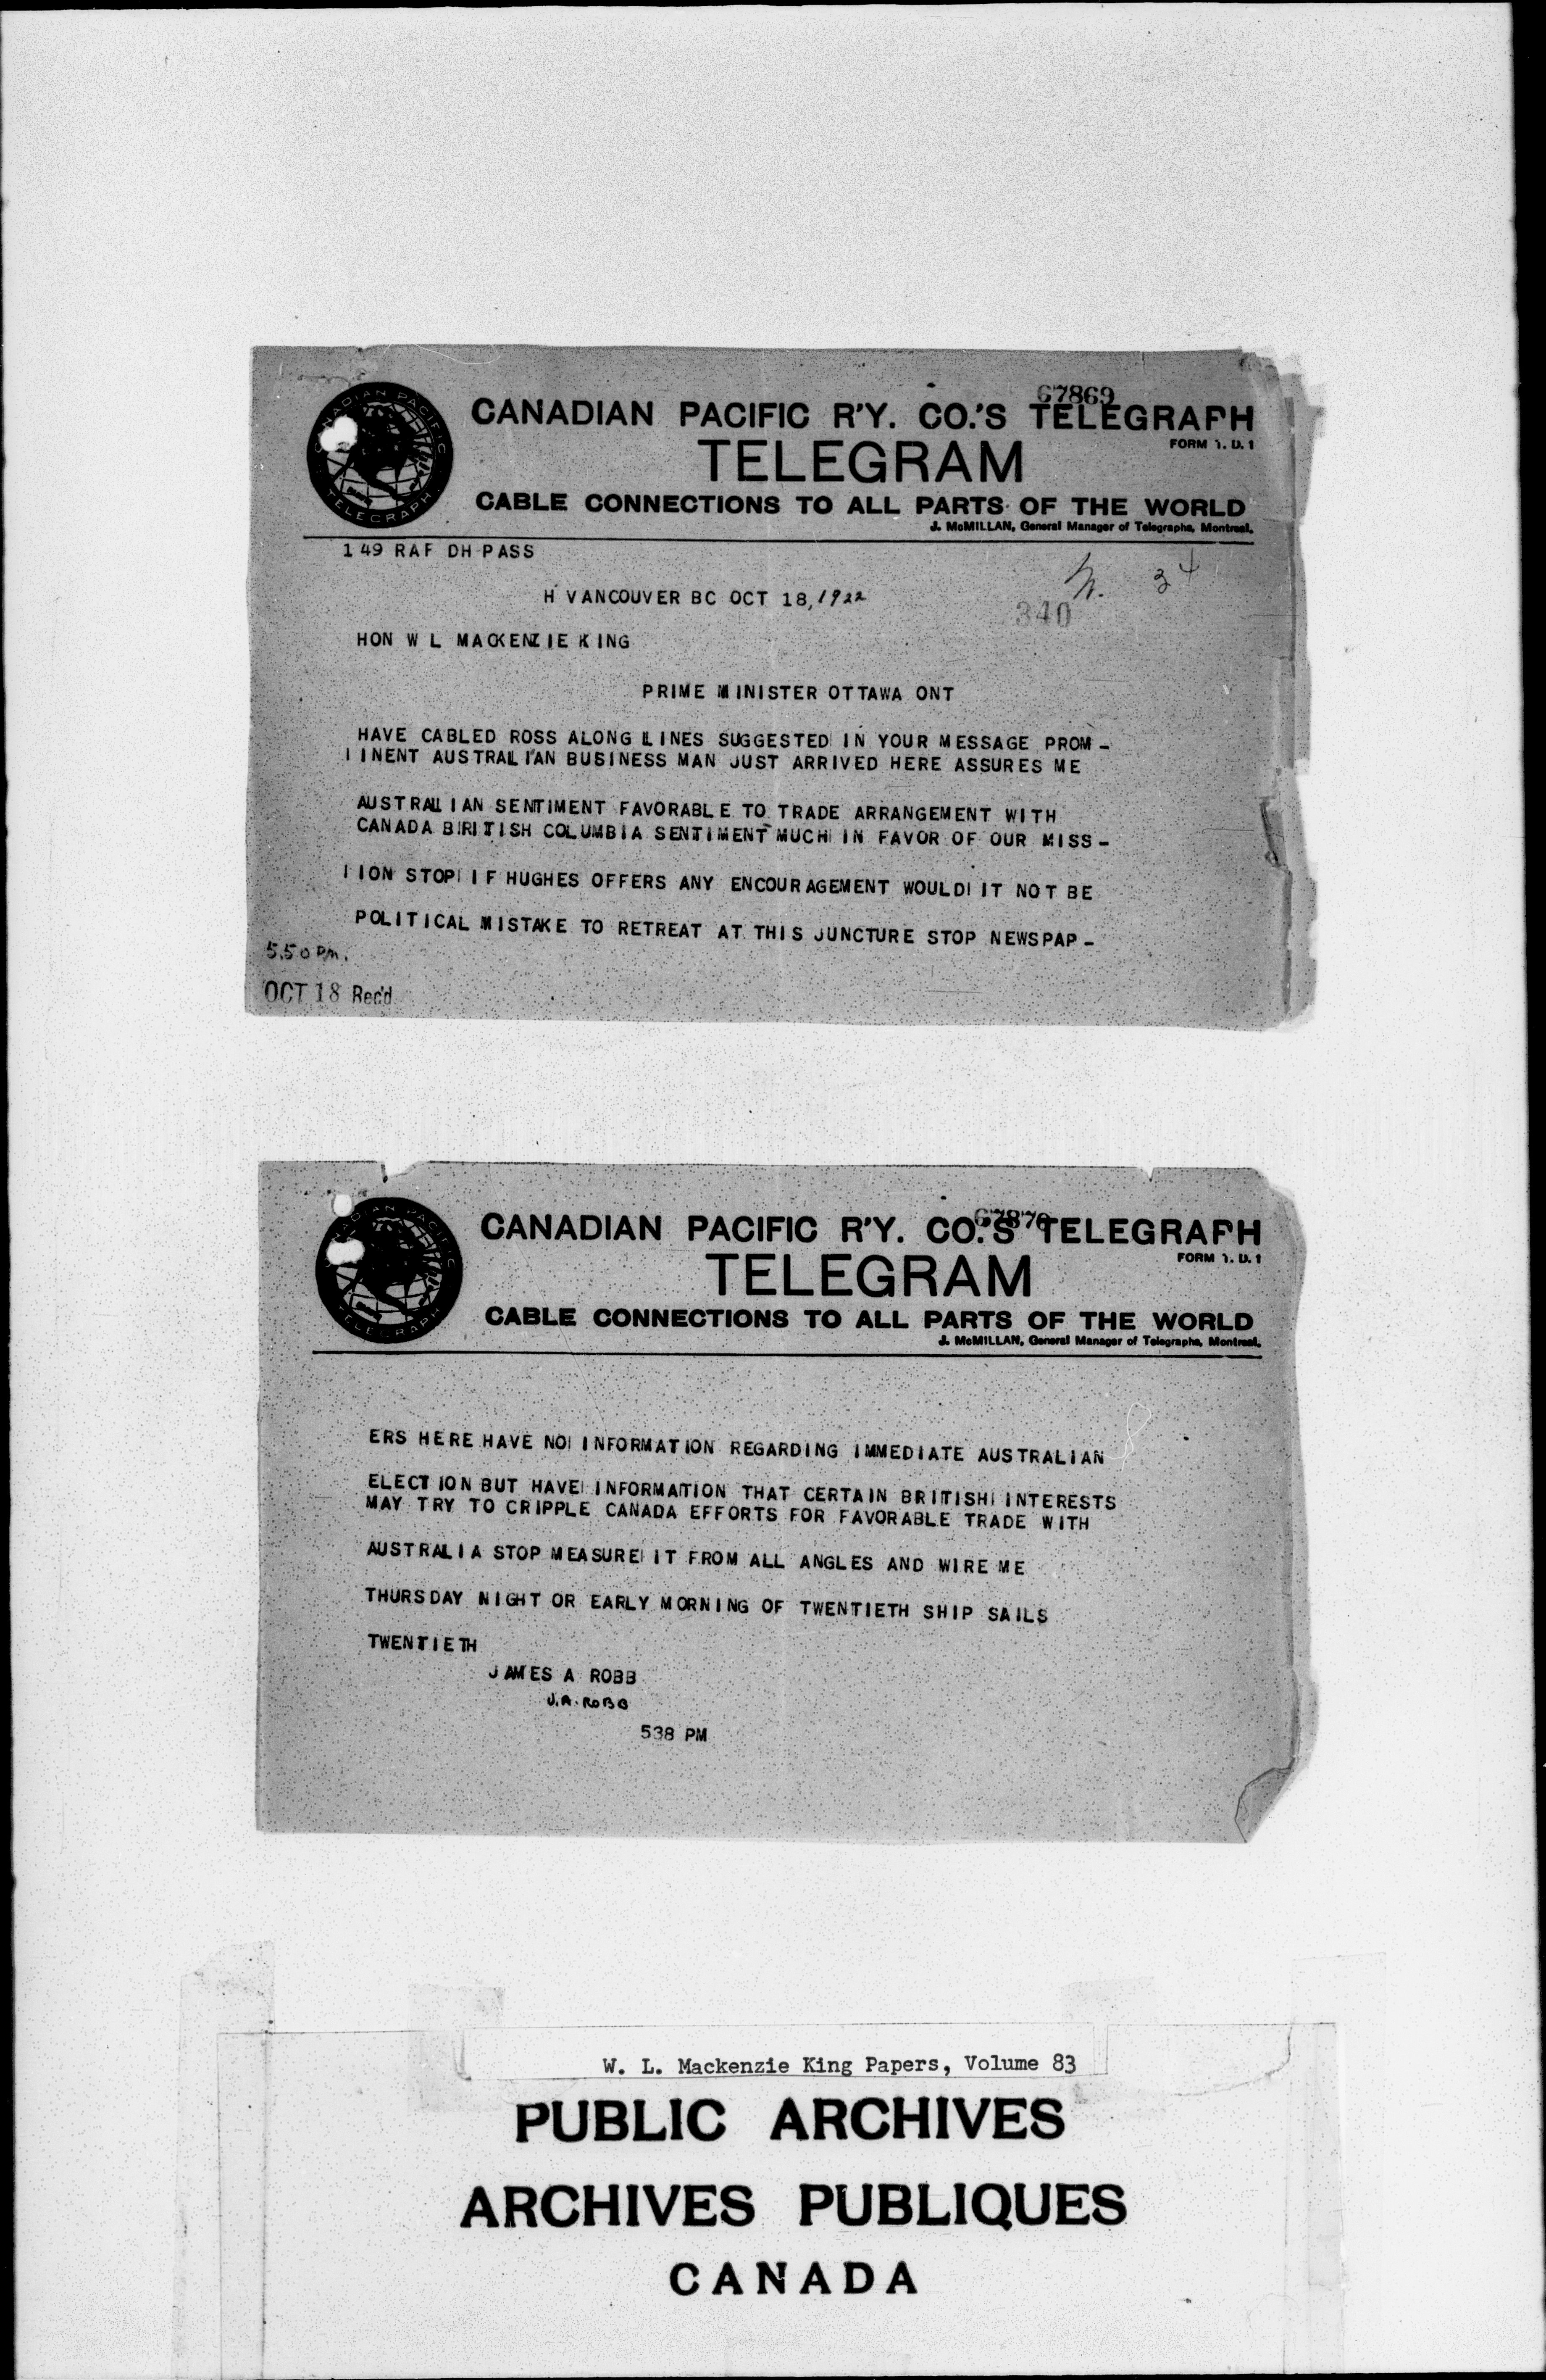 67869
CANADIAN PACIFIC R'Y. CO.'S TELEGRAPH
FORM T. D. 1
TELEGRAM
CABLE CONNECTIONS TO ALL PARTS OF THE WORLD
J. McMILLAN, General Manager of Telegraphs, Montreal.
CANADIAN PACIFIC
TELEGRAPH
149 RAF DH PASS
34
H VANCOUVER BC OCT 18, 1922
340
HON W L MACKENZIE KING
PRIME MINISTER OTTAWA ONT
HAVE CABLED ROSS ALONG LINES SUGGESTED IN YOUR MESSAGE PROM -
INENT AUSTRALIAN BUSINESS MAN JUST ARRIVED HERE ASSURES ME
AUSTRALIAN SENTIMENT FAVORABLE TO TRADE ARRANGEMENT WITH
CANADA BRITISH COLUMBIA SENTIMENT MUCH IN FAVOR OF OUR MISS -
ION STOP IF HUGHES OFFERS ANY ENCOURAGEMENT WOULD IT NOT BE
POLITICAL MISTAKE TO RETREAT AT THIS JUNCTURE STOP NEWSPAP -
5.50 Pm.
OCT 18 Rec'd
67870
CANADIAN PACIFIC R'Y. CO.'S TELEGRAPH
FORM T. D. 1
TELEGRAM
CABLE CONNECTIONS TO ALL PARTS OF THE WORLD
J. McMILLAN, General Manager of Telegraphs, Montreal.
CANADIAN PACIFIC
TELEGRAPH
ERS HERE HAVE NO INFORMATION REGARDING IMMEDIATE AUSTRALIAN
ELECTION BUT HAVE INFORMATION THAT CERTAIN BRITISH INTERESTS
MAY TRY TO CRIPPLE CANADA EFFORTS FOR FAVORABLE TRADE WITH
AUSTRALIA STOP MEASURE IT FROM ALL ANGLES AND WIRE ME
THURSDAY NIGHT OR EARLY MORNING OF TWENTIETH SHIP SAILS
TWENTIETH
JAMES A ROBB
J.A. ROBB
538 PM
W. L. Mackenzie King Papers, Volume 83
PUBLIC ARCHIVES
ARCHIVES PUBLIQUES
CANADA